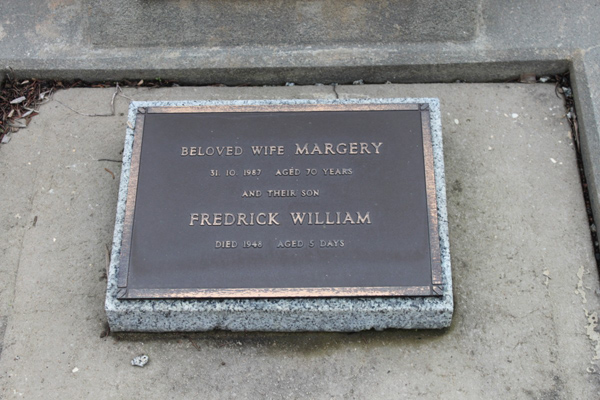 BELOVED WIFE MARGERY
31. 10. 1987 AGED 70 YEARS
AND THEIR SON
FREDRICK WILLIAM
DIED 1948 AGED 5 DAYS